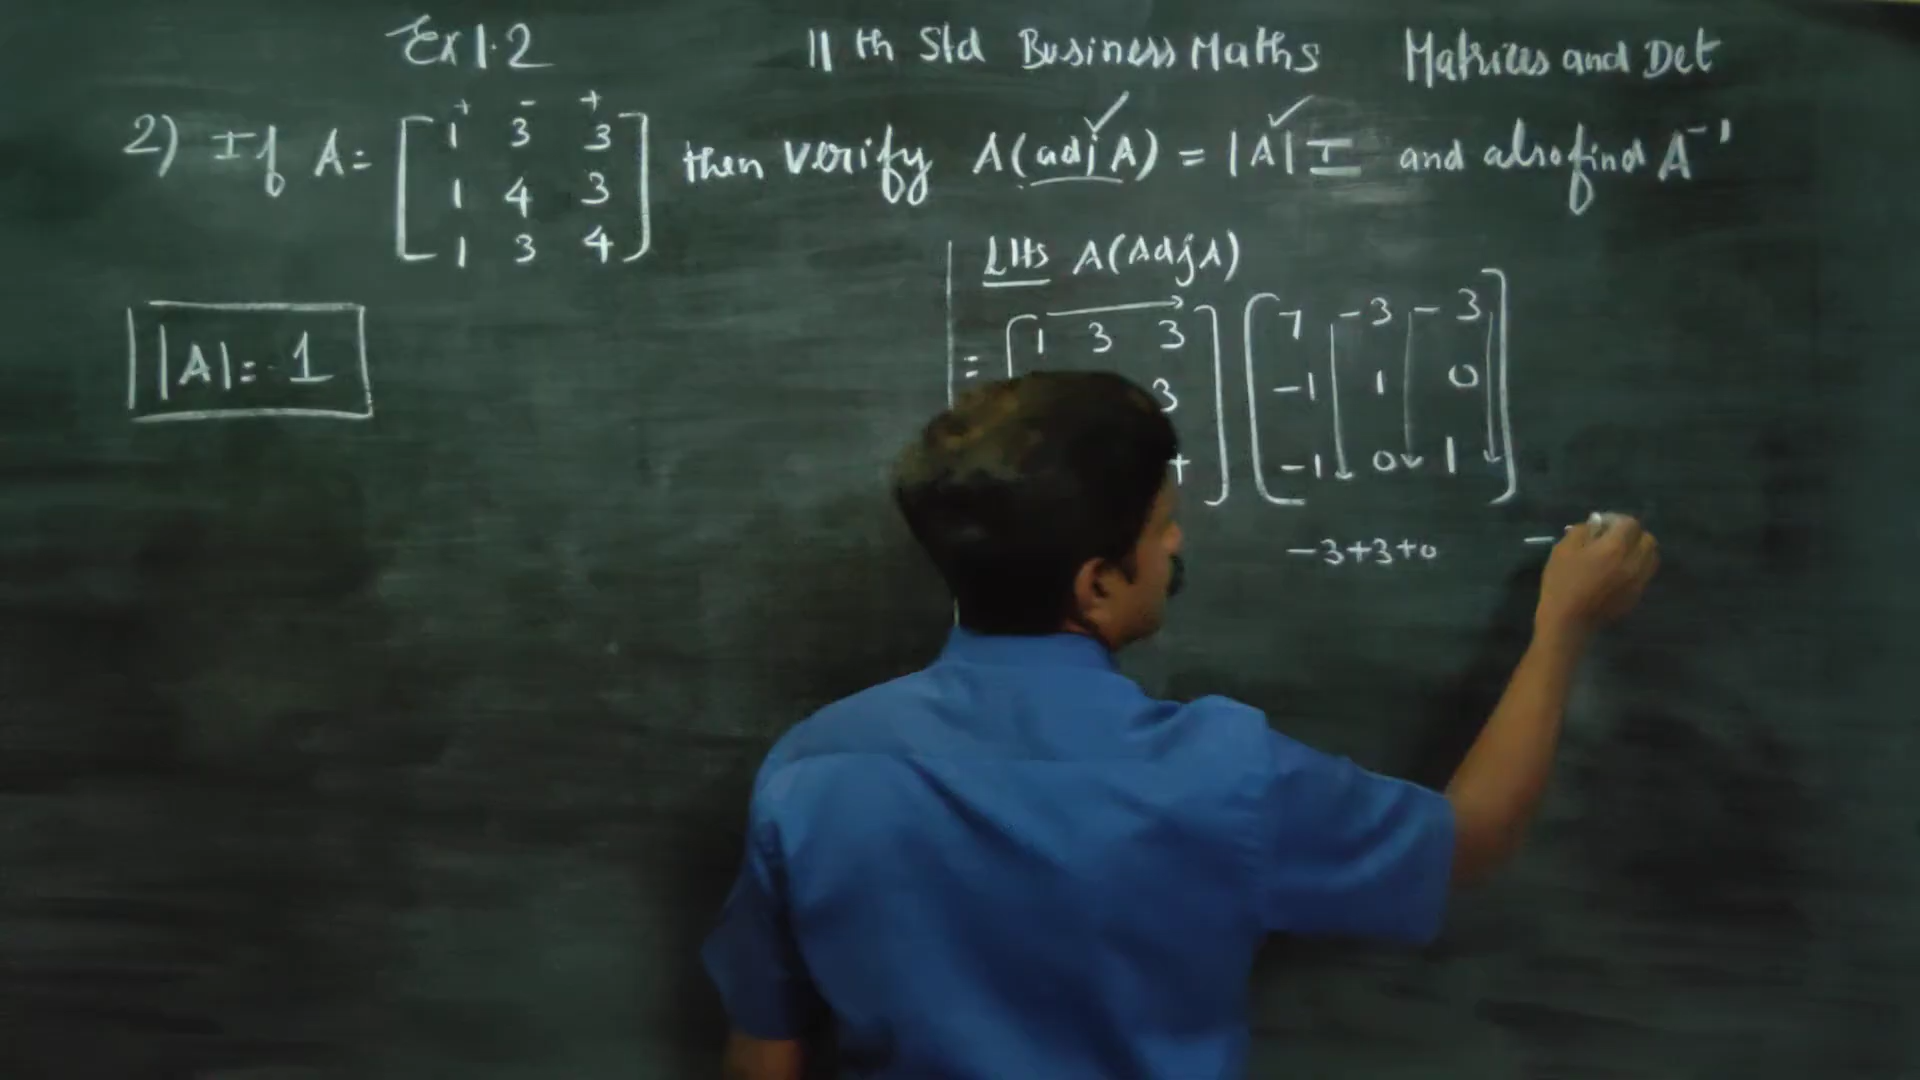 Ex 1.2 11th Std Business Maths Matrices and Det
+ - +
2) If A = [1 3 3 then verify A(adj A) = |A| I and also find A⁻¹
1 4 3
1 3 4]
LHS A(Adj A)
|A| = 1
= [1 3 3] [7 -3 -3
3 -1 1 0
-1 0 1]
-3+3+0 -